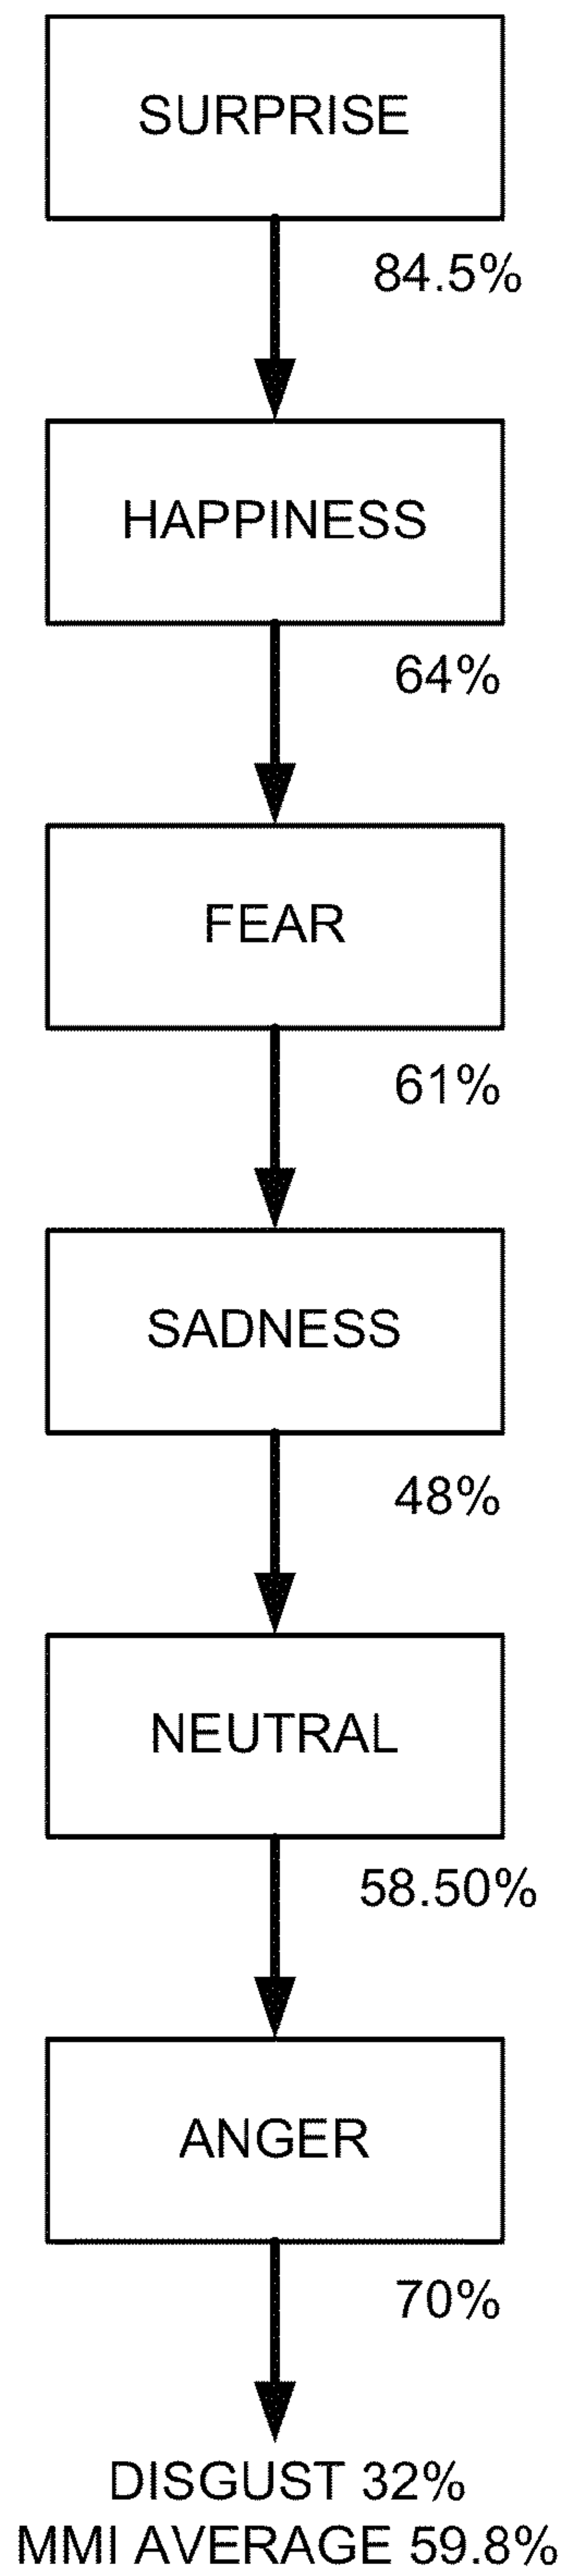 SURPRISE
84.5%
HAPPINESS
64%
FEAR
61%
SADNESS
48%
NEUTRAL
58.50%
ANGER
70%
DISGUST 32%
MMI AVERAGE 59.8%